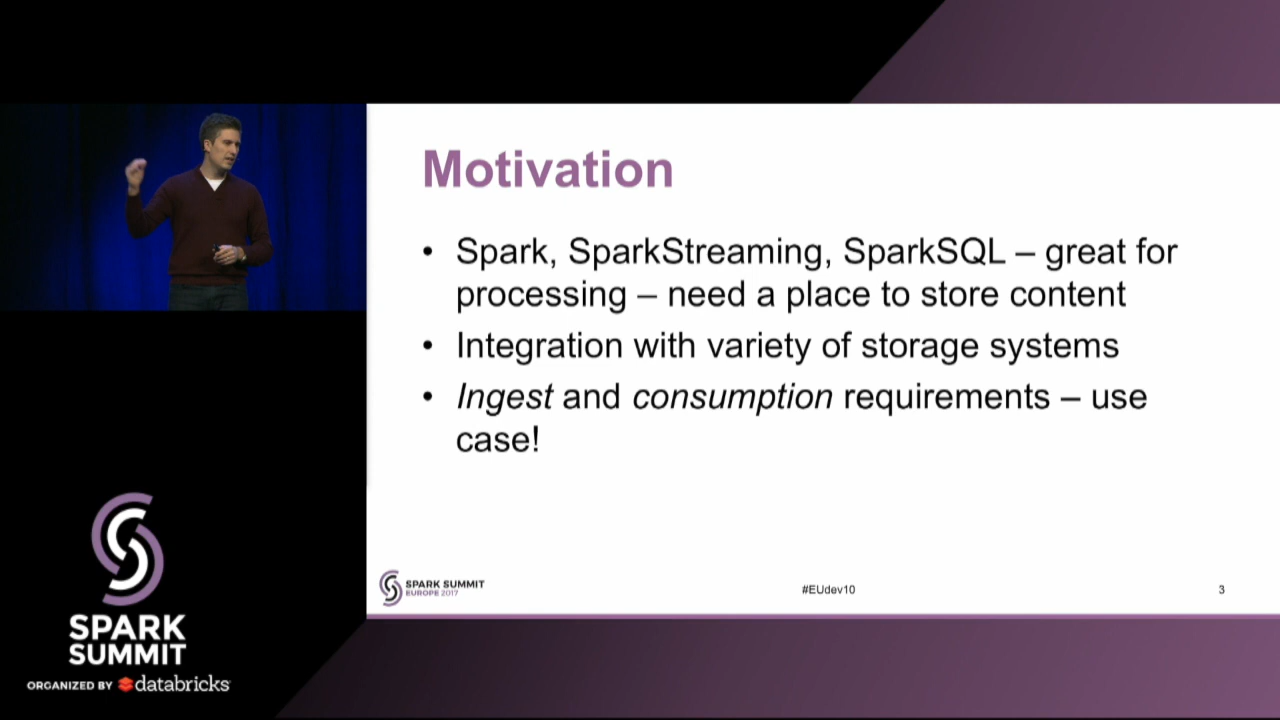 Motivation
• Spark, SparkStreaming, SparkSQL – great for
processing – need a place to store content
• Integration with variety of storage systems
• Ingest and consumption requirements – use
case!
SPARK SUMMIT
EUROPE 2017
#EUdev10
3
SPARK
SUMMIT
ORGANIZED BY databricks